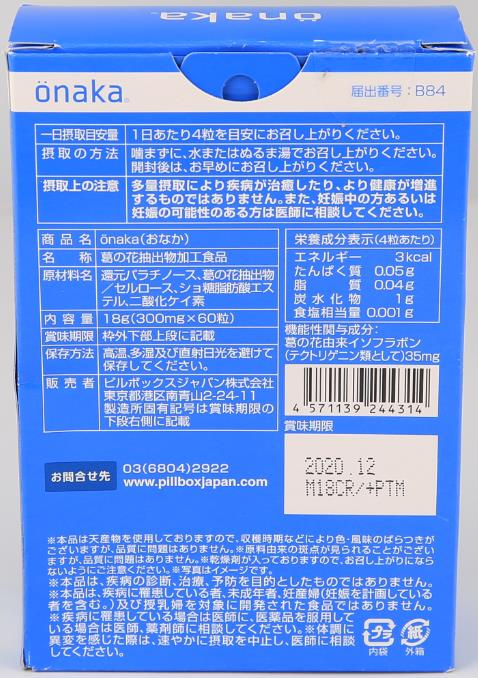 önaka®
önaka®
届出番号:B84
一日摂取目安量 1日あたり4粒を目安にお召し上がりください。
摂取の方法 噛まずに、水またはぬるま湯でお召し上がりください。
開封後は、お早めにお召し上がりください。
摂取上の注意 多量摂取により疾病が治癒したり、より健康が増進
するものではありません。また、妊娠中の方あるいは
妊娠の可能性のある方は医師に相談してください。
商品名 önaka(おなか)
名称 葛の花抽出物加工食品
原材料名 還元パラチノース、葛の花抽出物
/セルロース、ショ糖脂肪酸エス
テル、二酸化ケイ素
内容量 18g(300mg×60粒)
賞味期限 枠外下部上段に記載
保存方法 高温、多湿及び直射日光を避けて
保存してください。
販売者 ピルボックスジャパン株式会社
東京都港区南青山2-24-11
製造所固有記号は賞味期限の
下段右側に記載
栄養成分表示(4粒あたり)
エネルギー 3kcal
たんぱく質 0.05g
脂質 0.04g
炭水化物 1g
食塩相当量 0.001g
機能性関与成分:
葛の花由来イソフラボン
(テクトリゲニン類として)35mg
4 571139 244314
賞味期限
2020.12
M18CR/+PTM
お問合せ先
03(6804)2922
www.pillboxjapan.com
※本品は天産物を使用しておりますので、収穫時期などにより色・風味のばらつきが
ございますが、品質に問題はありません。※原料由来の斑点が見られることがござい
ますが、品質に問題はありません。※乾燥剤が入っておりますので、お召し上がりになら
ないようにご注意ください。※写真はイメージです。
※本品は、疾病の診断、治療、予防を目的としたものではありません。
※本品は、疾病に罹患している者、未成年者、妊産婦(妊娠を計画している
者を含む。)及び授乳婦を対象に開発された食品ではありません。
※疾病に罹患している場合は医師に、医薬品を服用して
いる場合は医師、薬剤師に相談してください。※体調に
異変を感じた際は、速やかに摂取を中止し、医師に相談
してください。
プラ
内袋
紙
外箱